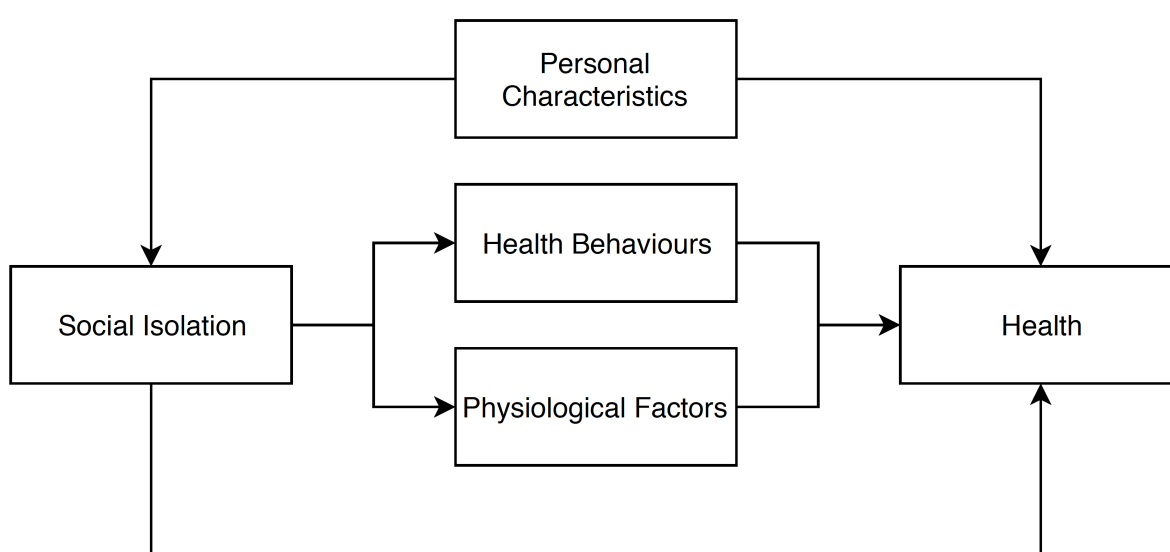 Personal
Characteristics
Health Behaviours
Social Isolation
Health
Physiological Factors